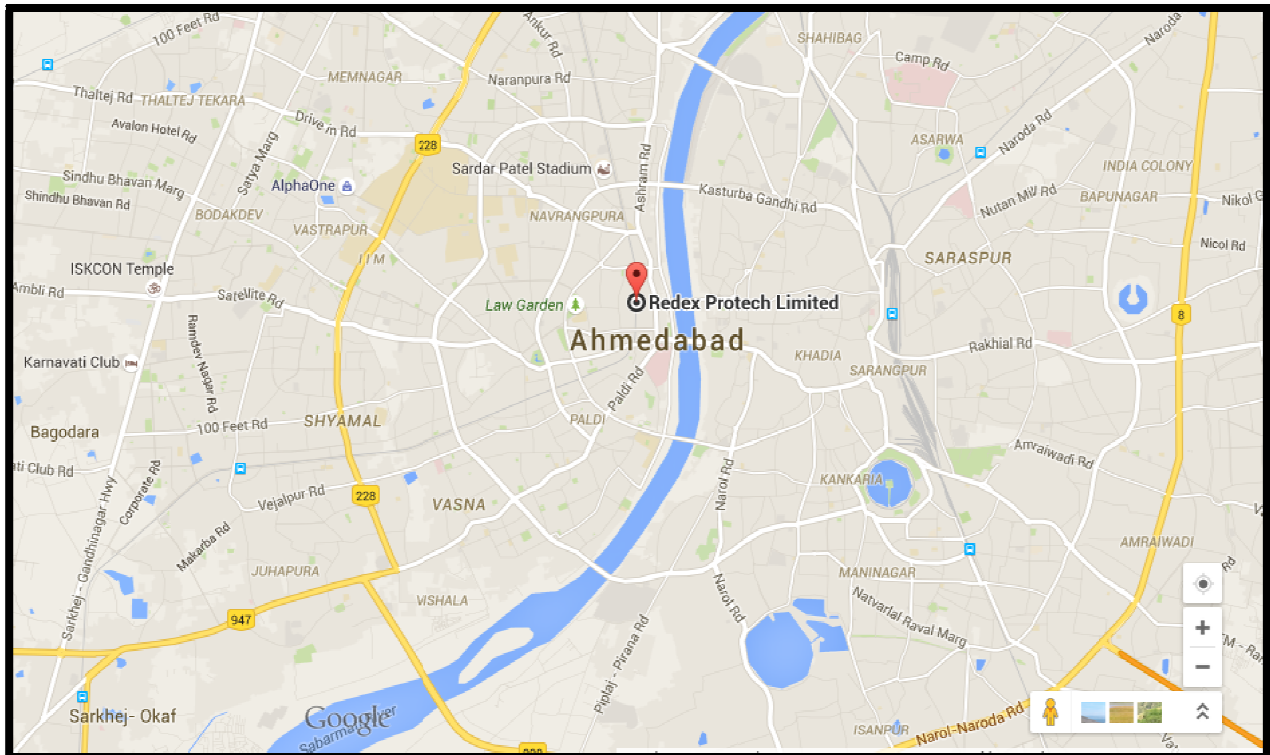 100 Feet Rd
Ankur Rd
SHAHIBAG
Naroda
Camp Rd
MEMNAGAR
Naranpura Rd
Thaltej Rd
THALTEJ TEKARA
Avalon Hotel Rd
Drive in Rd
228
ASARWA
Naroda Rd
Satya Marg
Sardar Patel Stadium
Ashram Rd
INDIA COLONY
Sindhu Bhavan Marg
AlphaOne
Kasturba Gandhi Rd
Nutan Mill Rd
BAPUNAGAR
Nikol
Shindhu Bhavan Rd
BODAKDEV
NAVRANGPURA
VASTRAPUR
Nicol Rd
IIM
SARASPUR
ISKCON Temple
Ambli Rd
Satellite Rd
Law Garden
Redex Protech Limited
8
Ahmedabad
Ramdev Nagar Rd
Rakhial Rd
KHADIA
Karnavati Club
SARANGPUR
Paldi Rd
PALDI
100 Feet Rd
SHYAMAL
Bagodara
ti Club Rd
Amraiwadi Rd
Corporate Rd
Narol Rd
KANKARIA
Vejalpur Rd
228
VASNA
Sarkhej - Gandhinagar Hwy
Makarba Rd
AMRAIWADI
JUHAPURA
MANINAGAR
Rd
VISHALA
Narol Rd
Natvarlal Raval Marg
947
Piplaj - Pirana Rd
Sarkhej- Okaf
Google
Sabarmati River
ISANPUR
Narol-Naroda Rd
228